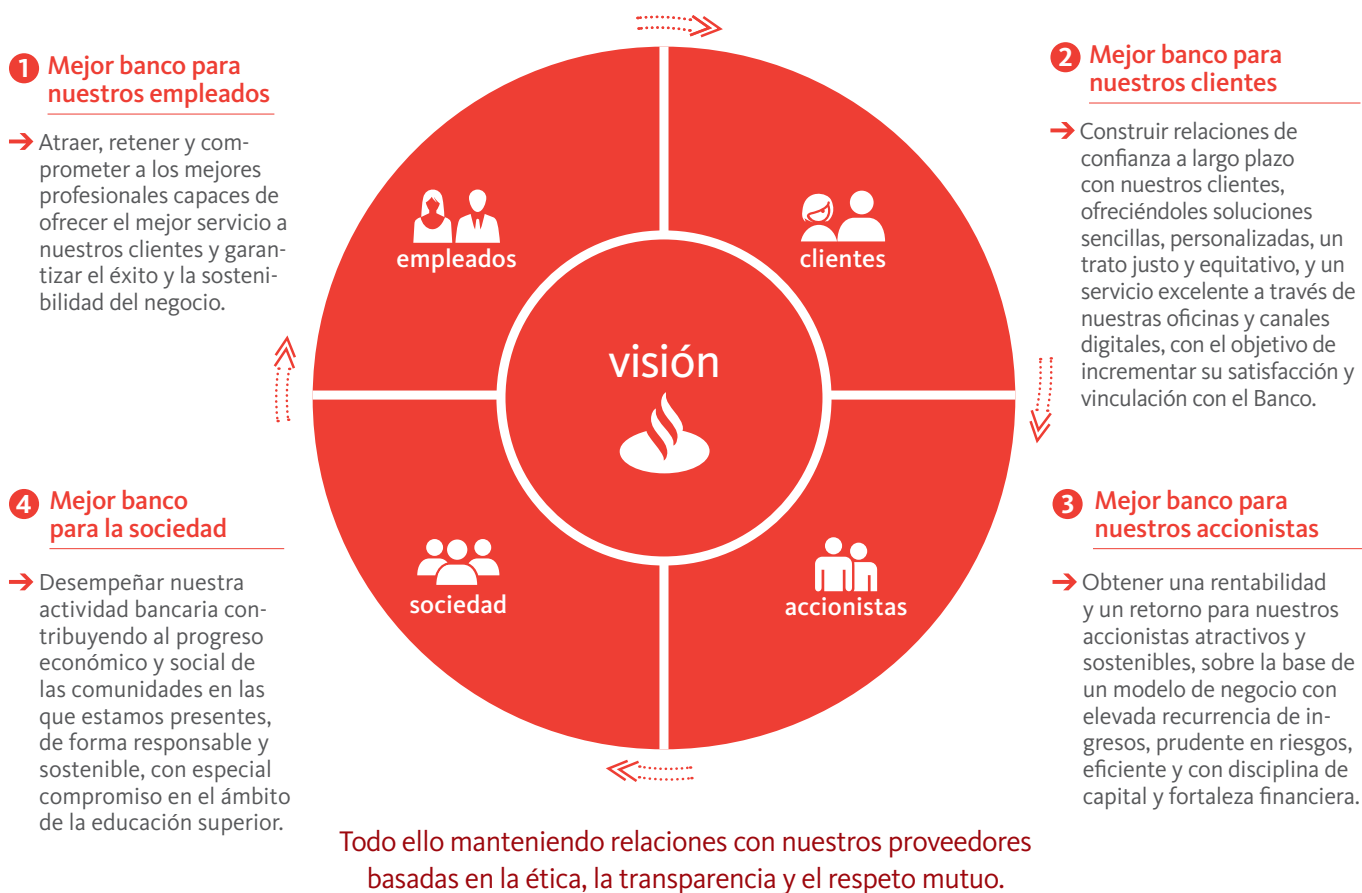 1 Mejor banco para
nuestros empleados
➔ Atraer, retener y com-
prometer a los mejores
profesionales capaces de
ofrecer el mejor servicio a
nuestros clientes y garan-
tizar el éxito y la sosteni-
bilidad del negocio.
2 Mejor banco para
nuestros clientes
➔ Construir relaciones de
confianza a largo plazo
con nuestros clientes,
ofreciéndoles soluciones
sencillas, personalizadas, un
trato justo y equitativo, y un
servicio excelente a través de
nuestras oficinas y canales
digitales, con el objetivo de
incrementar su satisfacción y
vinculación con el Banco.
empleados
clientes
visión
sociedad
accionistas
4 Mejor banco
para la sociedad
➔ Desempeñar nuestra
actividad bancaria con-
tribuyendo al progreso
económico y social de
las comunidades en las
que estamos presentes,
de forma responsable y
sostenible, con especial
compromiso en el ámbito
de la educación superior.
3 Mejor banco para
nuestros accionistas
➔ Obtener una rentabilidad
y un retorno para nuestros
accionistas atractivos y
sostenibles, sobre la base de
un modelo de negocio con
elevada recurrencia de in-
gresos, prudente en riesgos,
eficiente y con disciplina de
capital y fortaleza financiera.
Todo ello manteniendo relaciones con nuestros proveedores
basadas en la ética, la transparencia y el respeto mutuo.